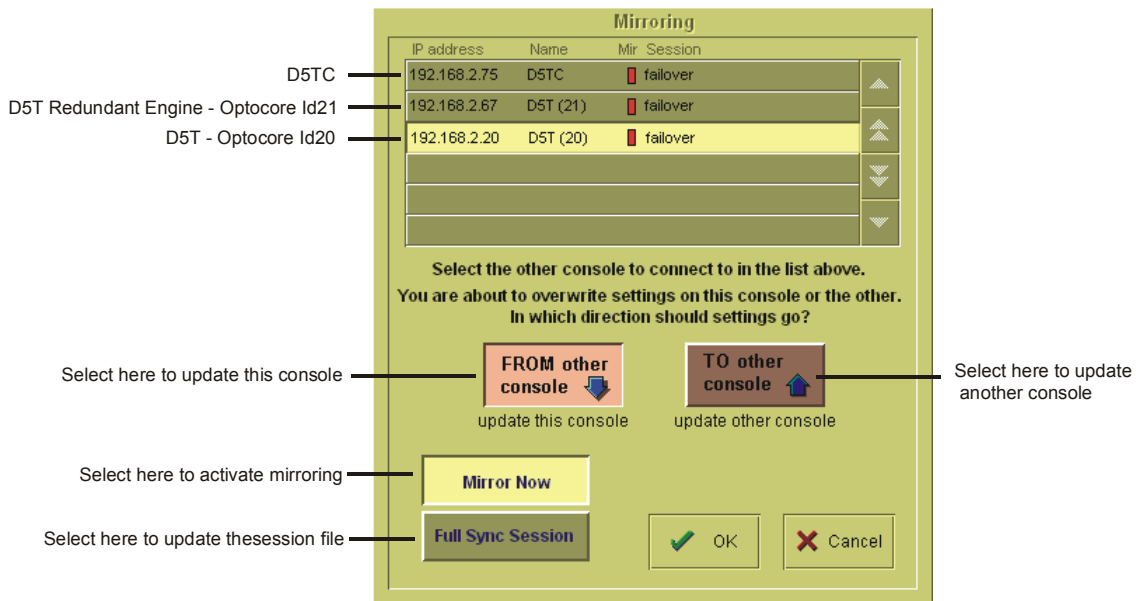 Mirroring
IP address Name Mir Session
D5TC
192.168.2.75 D5TC failover
D5T Redundant Engine - Optocore Id21
192.168.2.67 D5T (21) failover
D5T - Optocore Id20
192.168.2.20 D5T (20) failover
Select the other console to connect to in the list above.
You are about to overwrite settings on this console or the other.
In which direction should settings go?
Select here to update this console
FROM other
console
update this console
TO other
console
update other console
Select here to update
another console
Select here to activate mirroring
Mirror Now
Select here to update thesession file
Full Sync Session
OK
Cancel